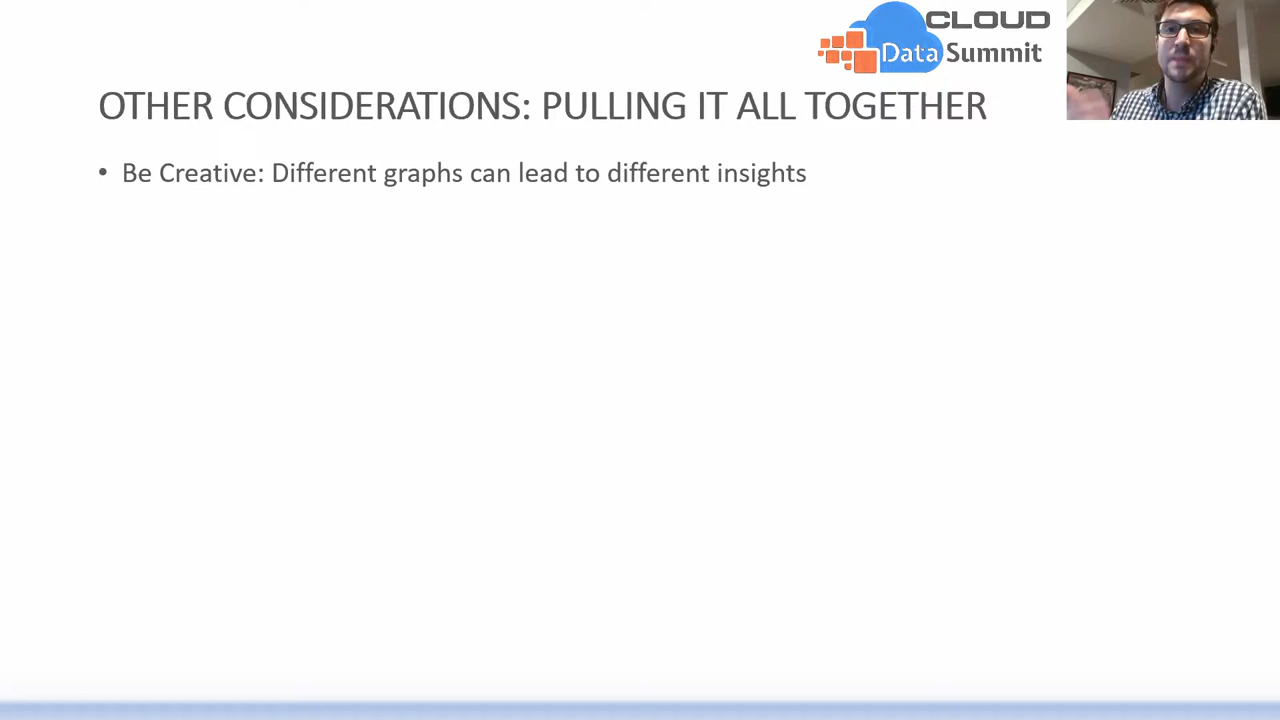 CLOUD
Data Summit
OTHER CONSIDERATIONS: PULLING IT ALL TOGETHER
• Be Creative: Different graphs can lead to different insights